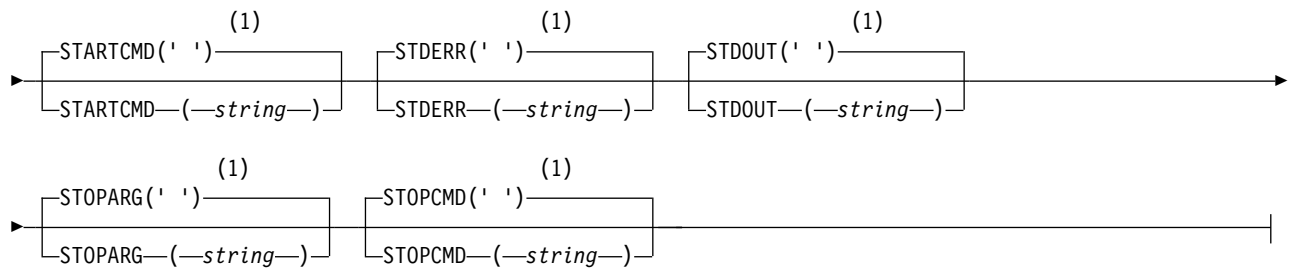 (1) (1) (1)
STARTCMD(' ') STDERR(' ') STDOUT(' ')
STARTCMD(string) STDERR(string) STDOUT(string)
(1) (1)
STOPARG(' ') STOPCMD(' ')
STOPARG(string) STOPCMD(string)